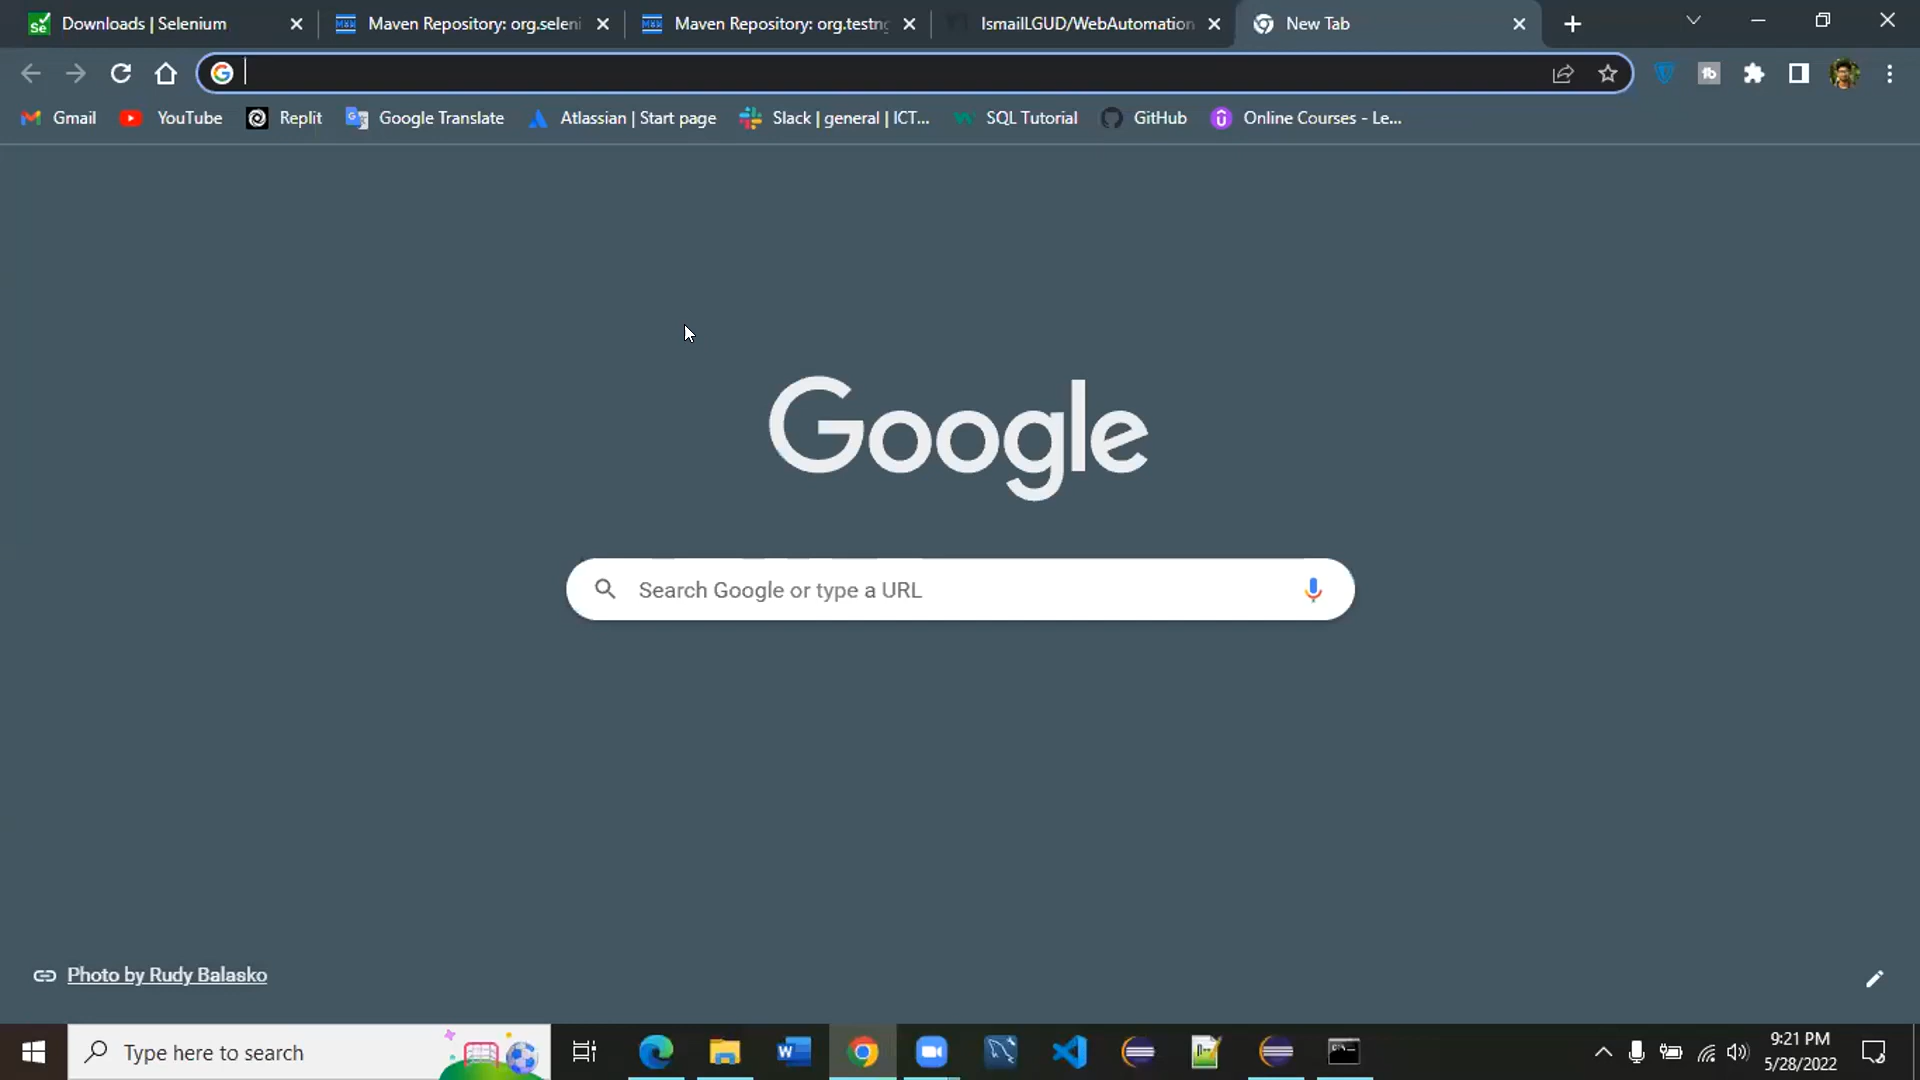 Downloads | Selenium
Maven Repository: org.seleni
Maven Repository: org.testng
IsmailLGUD/WebAutomation
New Tab
Gmail
YouTube
Replit
Google Translate
Atlassian | Start page
Slack | general | ICT...
SQL Tutorial
GitHub
Online Courses - Le...
Google
Search Google or type a URL
Photo by Rudy Balasko
Type here to search
9:21 PM
5/28/2022